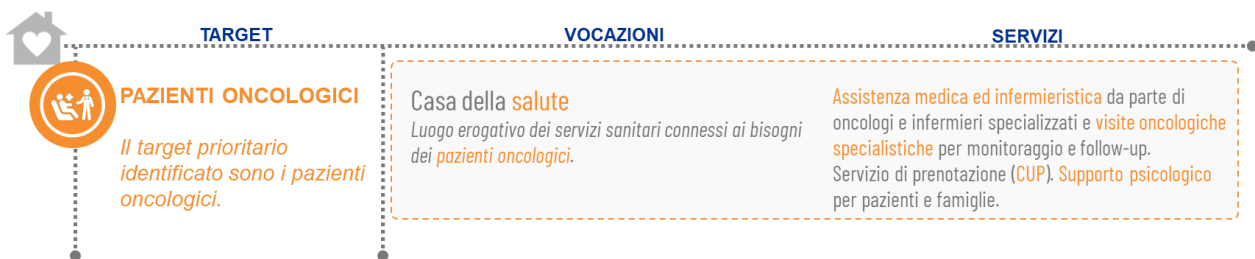 TARGET
VOCAZIONI
SERVIZI
PAZIENTI ONCOLOGICI
Il target prioritario
identificato sono i pazienti
oncologici.
Casa della salute
Luogo erogativo dei servizi sanitari connessi ai bisogni
dei pazienti oncologici.
Assistenza medica ed infermieristica da parte di
oncologi e infermieri specializzati e visite oncologiche
specialistiche per monitoraggio e follow-up.
Servizio di prenotazione (CUP). Supporto psicologico
per pazienti e famiglie.